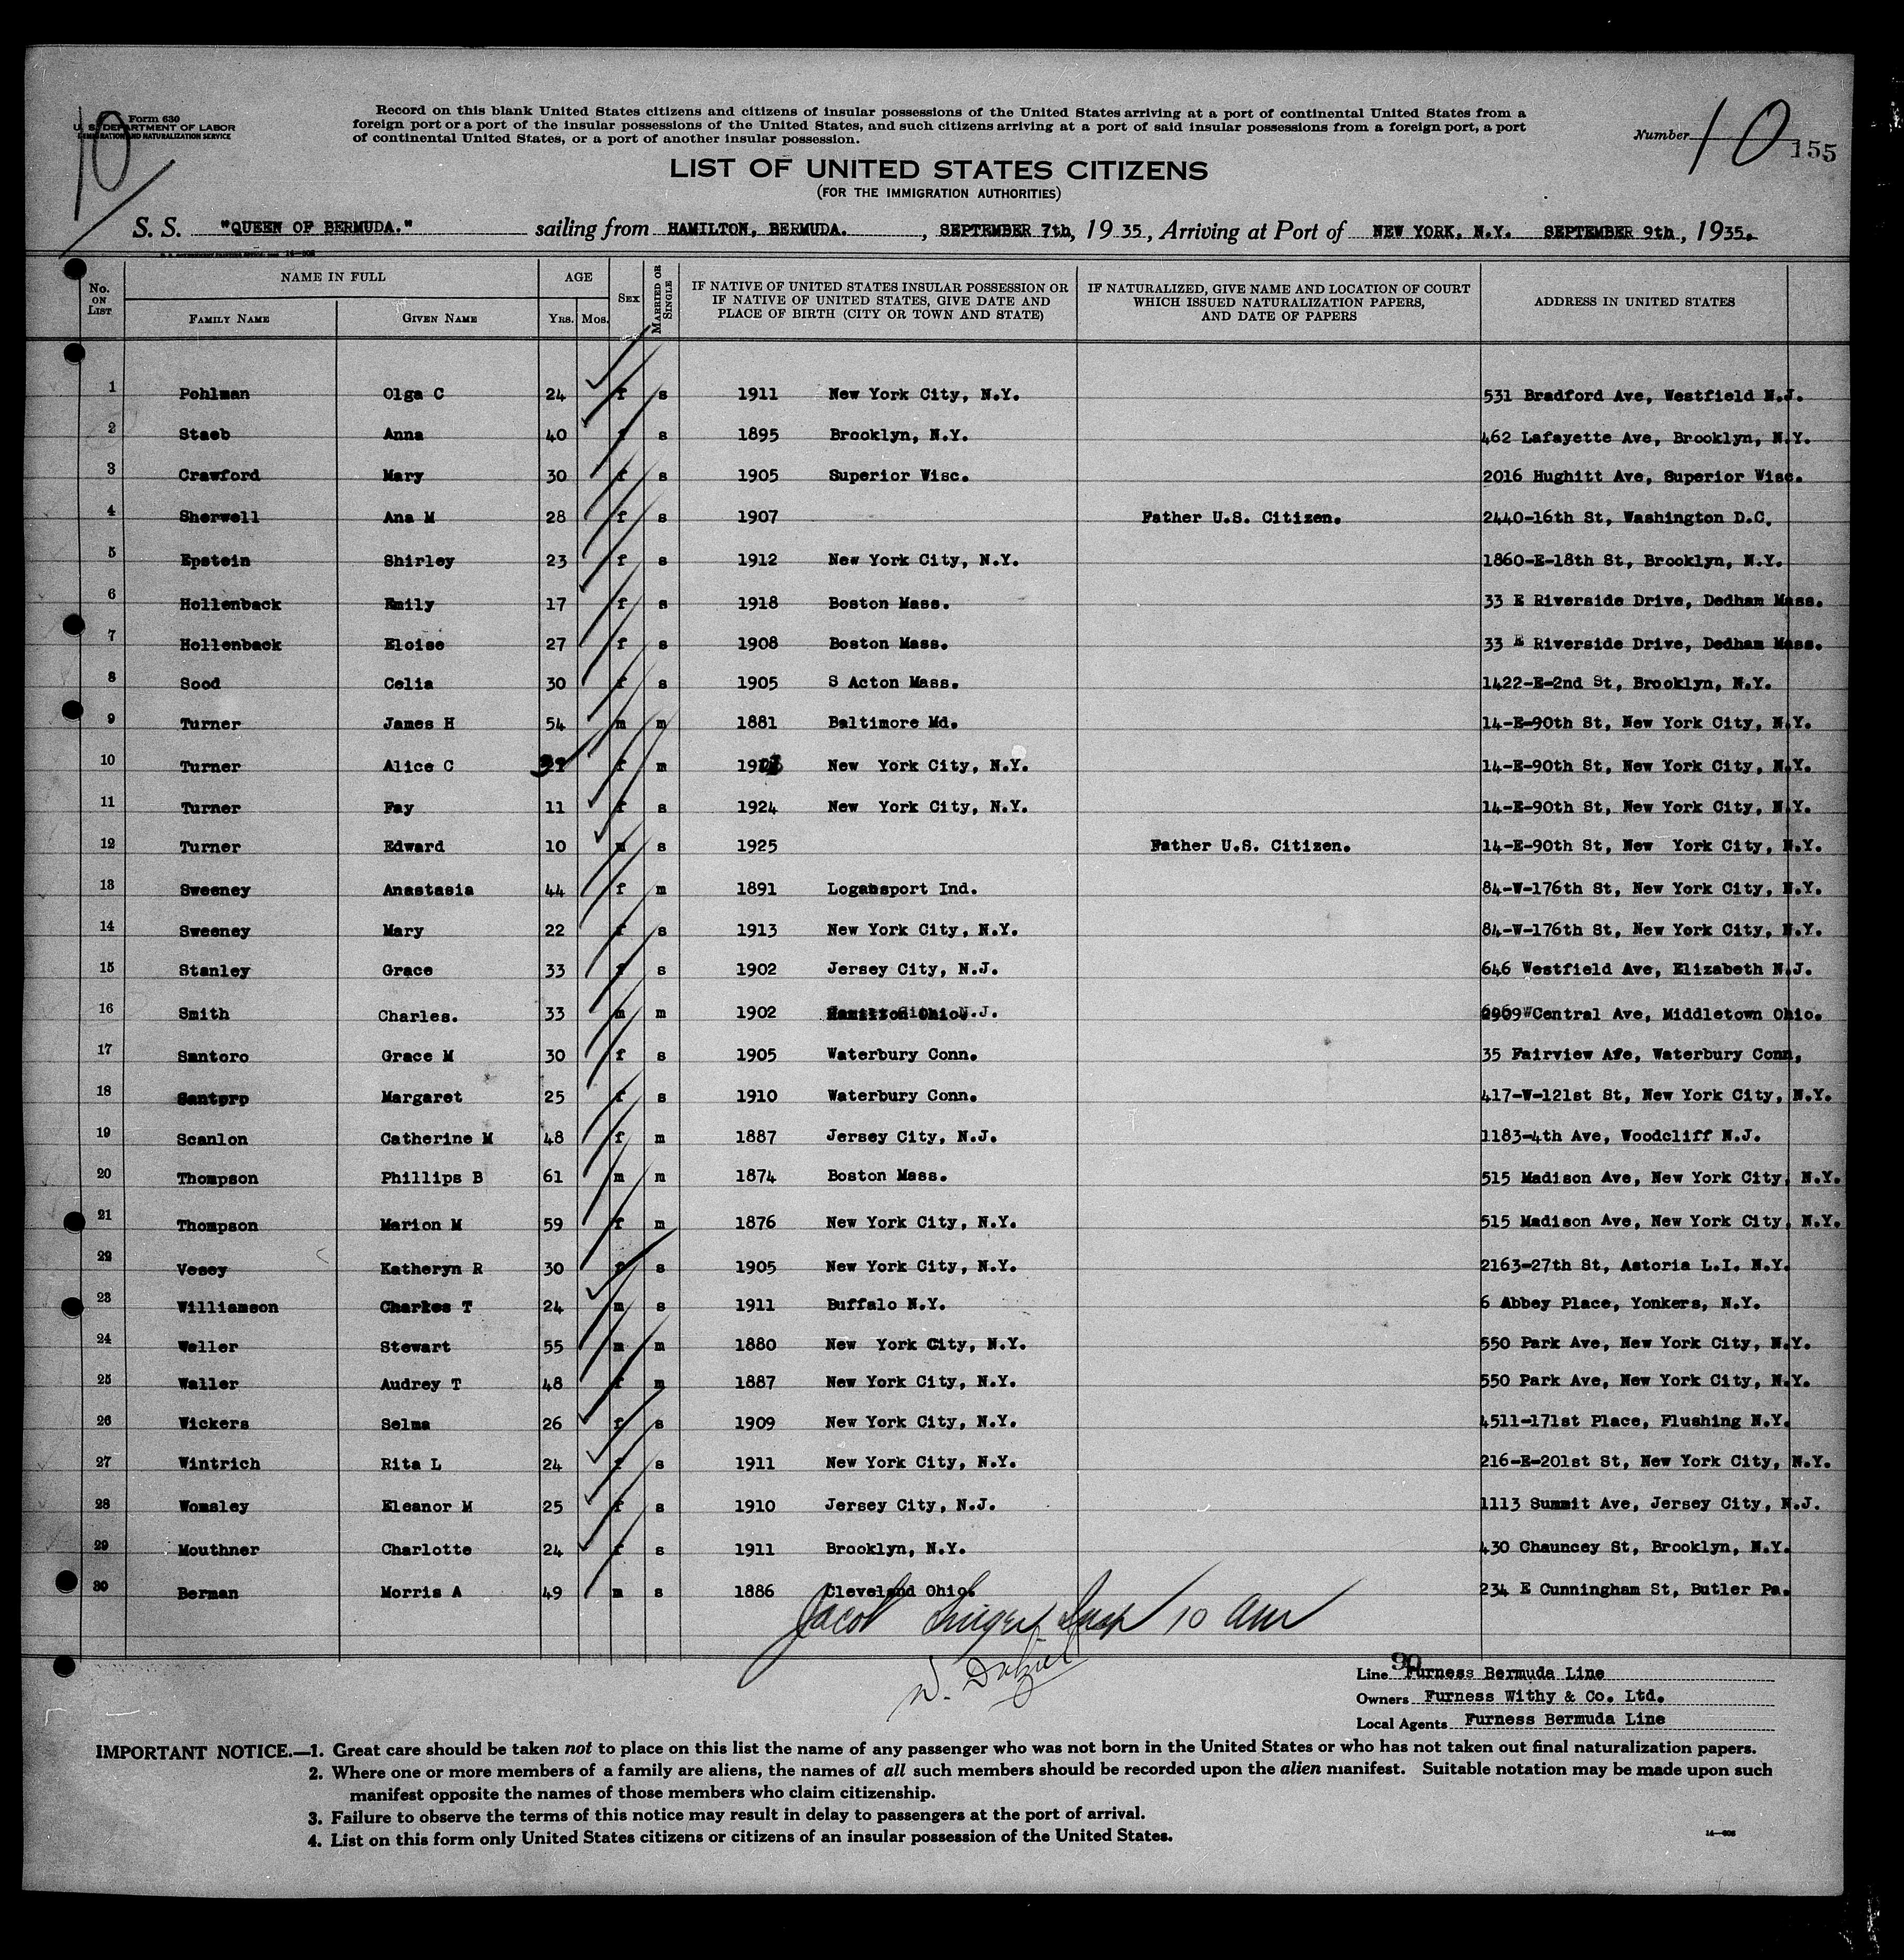 10
Form 630
U. S. DEPARTMENT OF LABOR
IMMIGRATION AND NATURALIZATION SERVICE
Record on this blank United States citizens and citizens of insular possessions of the United States arriving at a port of continental United States from a
foreign port or a port of the insular possessions of the United States, and such citizens arriving at a port of said insular possessions from a foreign port, a port
of continental United States, or a port of another insular possession.
Number 10
155
LIST OF UNITED STATES CITIZENS
(FOR THE IMMIGRATION AUTHORITIES)
S. S. "QUEEN OF BERMUDA." sailing from HAMILTON, BERMUDA., SEPTEMBER 7th, 1935, Arriving at Port of NEW YORK, N.Y. SEPTEMBER 9th, 1935.
No. ON LIST NAME IN FULL FAMILY NAME GIVEN NAME AGE YRS. MOS. SEX MARRIED OR SINGLE
IF NATIVE OF UNITED STATES INSULAR POSSESSION OR
IF NATIVE OF UNITED STATES, GIVE DATE AND
PLACE OF BIRTH (CITY OR TOWN AND STATE)
IF NATURALIZED, GIVE NAME AND LOCATION OF COURT
WHICH ISSUED NATURALIZATION PAPERS,
AND DATE OF PAPERS
ADDRESS IN UNITED STATES
1 Pohlman Olga C 24 f s 1911 New York City, N.Y. 531 Bradford Ave, Westfield N.J.
2 Staeb Anna 40 f s 1895 Brooklyn, N.Y. 462 Lafayette Ave, Brooklyn, N.Y.
3 Crawford Mary 30 f s 1905 Superior Wisc. 2016 Hughitt Ave, Superior Wisc.
4 Sherwell Ana M 28 f s 1907 Father U.S. Citizen. 2440-16th St, Washington D.C.
5 Epstein Shirley 23 f s 1912 New York City, N.Y. 1860-E-18th St, Brooklyn, N.Y.
6 Hollenback Emily 17 f s 1918 Boston Mass. 33 E Riverside Drive, Dedham Mass.
7 Hollenback Eloise 27 f s 1908 Boston Mass. 33 E Riverside Drive, Dedham Mass.
8 Sood Celia 30 f s 1905 S Acton Mass. 1422-E-2nd St, Brooklyn, N.Y.
9 Turner James H 54 m m 1881 Baltimore Md. 14-E-90th St, New York City, N.Y.
10 Turner Alice C f m New York City, N.Y. 14-E-90th St, New York City, N.Y.
11 Turner Fay 11 f s 1924 New York City, N.Y. 14-E-90th St, New York City, N.Y.
12 Turner Edward 10 m s 1925 Father U.S. Citizen. 14-E-90th St, New York City, N.Y.
13 Sweeney Anastasia 44 f m 1891 Logansport Ind. 84-W-176th St, New York City, N.Y.
14 Sweeney Mary 22 f s 1913 New York City, N.Y. 84-W-176th St, New York City, N.Y.
15 Stanley Grace 33 f s 1902 Jersey City, N.J. 646 Westfield Ave, Elizabeth N.J.
16 Smith Charles. 33 m m 1902 Hamilton Ohio. Central Ave, Middletown Ohio.
17 Santoro Grace M 30 f s 1905 Waterbury Conn. 35 Fairview Ave, Waterbury Conn,
18 Santoro Margaret 25 f s 1910 Waterbury Conn. 417-W-121st St, New York City, N.Y.
19 Scanlon Catherine M 48 f m 1887 Jersey City, N.J. 1183-4th Ave, Woodcliff N.J.
20 Thompson Phillips B 61 m m 1874 Boston Mass. 515 Madison Ave, New York City, N.Y.
21 Thompson Marion M 59 f m 1876 New York City, N.Y. 515 Madison Ave, New York City, N.Y.
22 Vesey Katheryn R 30 f s 1905 New York City, N.Y. 2163-27th St, Astoria L.I. N.Y.
23 Williamson Charles T 24 m s 1911 Buffalo N.Y. 6 Abbey Place, Yonkers, N.Y.
24 Waller Stewart 55 m m 1880 New York City, N.Y. 550 Park Ave, New York City, N.Y.
25 Waller Audrey T 48 f m 1887 New York City, N.Y. 550 Park Ave, New York City, N.Y.
26 Wickers Selma 26 f s 1909 New York City, N.Y. 4511-171st Place, Flushing N.Y.
27 Wintrich Rita L 24 f s 1911 New York City, N.Y. 216-E-201st St, New York City, N.Y.
28 Womsley Eleanor M 25 f s 1910 Jersey City, N.J. 1113 Summit Ave, Jersey City, N.J.
29 Mouthner Charlotte 24 f s 1911 Brooklyn, N.Y. 430 Chauncey St, Brooklyn, N.Y.
30 Berman Morris A 49 m s 1886 Cleveland Ohio. 234 E Cunningham St, Butler Pa.
Jacob Insp 10 am
Line Furness Bermuda Line
90
Owners Furness Withy & Co. Ltd.
Local Agents Furness Bermuda Line
IMPORTANT NOTICE.—1. Great care should be taken not to place on this list the name of any passenger who was not born in the United States or who has not taken out final naturalization papers.
2. Where one or more members of a family are aliens, the names of all such members should be recorded upon the alien manifest. Suitable notation may be made upon such
manifest opposite the names of those members who claim citizenship.
3. Failure to observe the terms of this notice may result in delay to passengers at the port of arrival.
4. List on this form only United States citizens or citizens of an insular possession of the United States.
14—608